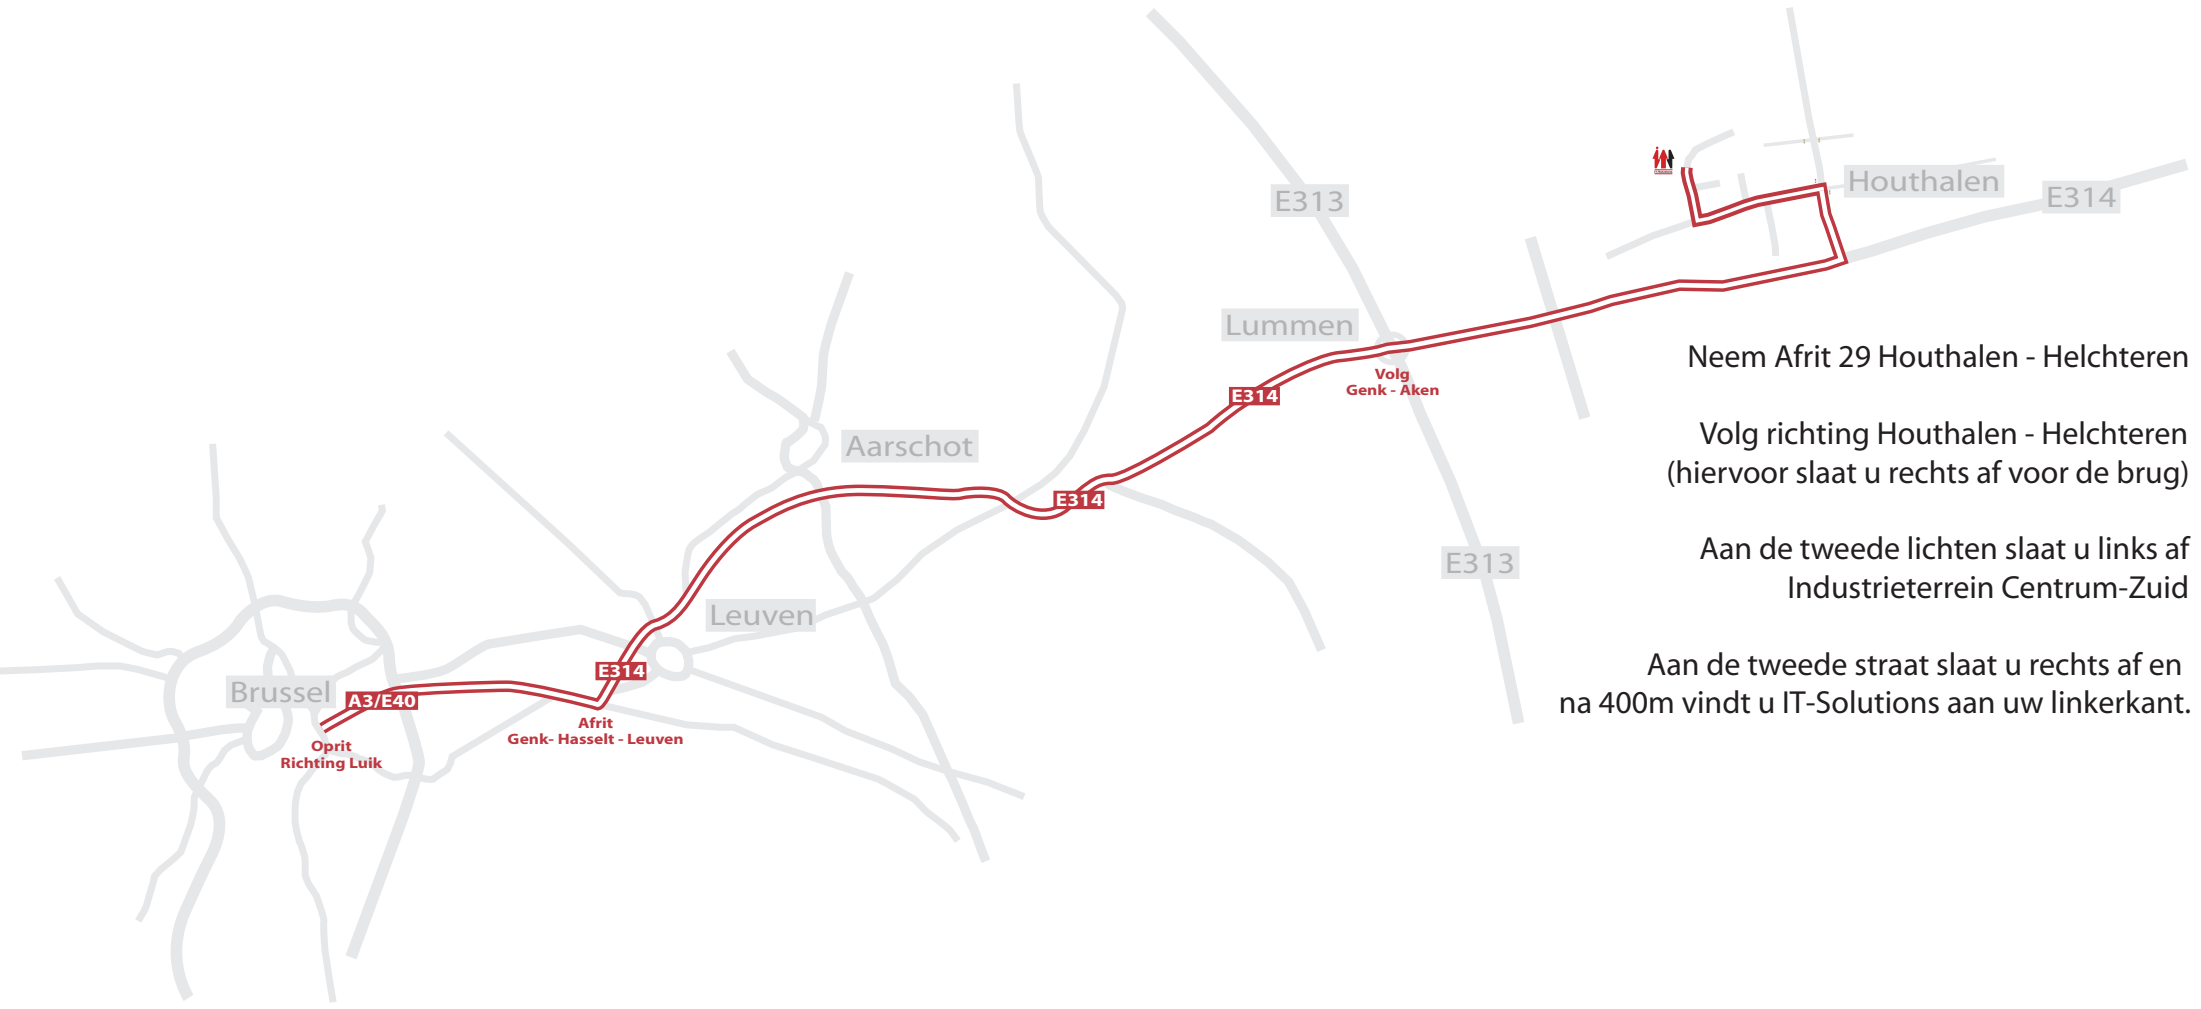 E313
Houthalen
E314
Lummen
Volg
Genk - Aken
E314
Aarschot
E314
E313
Leuven
E314
Brussel
A3/E40
Afrit
Genk- Hasselt - Leuven
Oprit
Richting Luik
Neem Afrit 29 Houthalen - Helchteren
Volg richting Houthalen - Helchteren
(hiervoor slaat u rechts af voor de brug)
Aan de tweede lichten slaat u links af
Industrieterrein Centrum-Zuid
Aan de tweede straat slaat u rechts af en
na 400m vindt u IT-Solutions aan uw linkerkant.